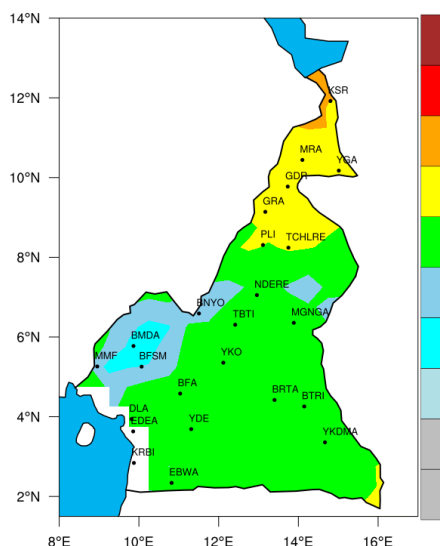 14°N
KSR
12°N
MRA
YGA
10°N
GDR
GRA
PLI
TCHLRE
8°N
NDERE
BNYO
TBTI
MGNGA
6°N
BMDA
MMF
BFSM
YKO
BFA
BRTA
BTRI
4°N
DLA
EDEA
YDE
YKDMA
KRBI
EBWA
2°N
8°E
10°E
12°E
14°E
16°E